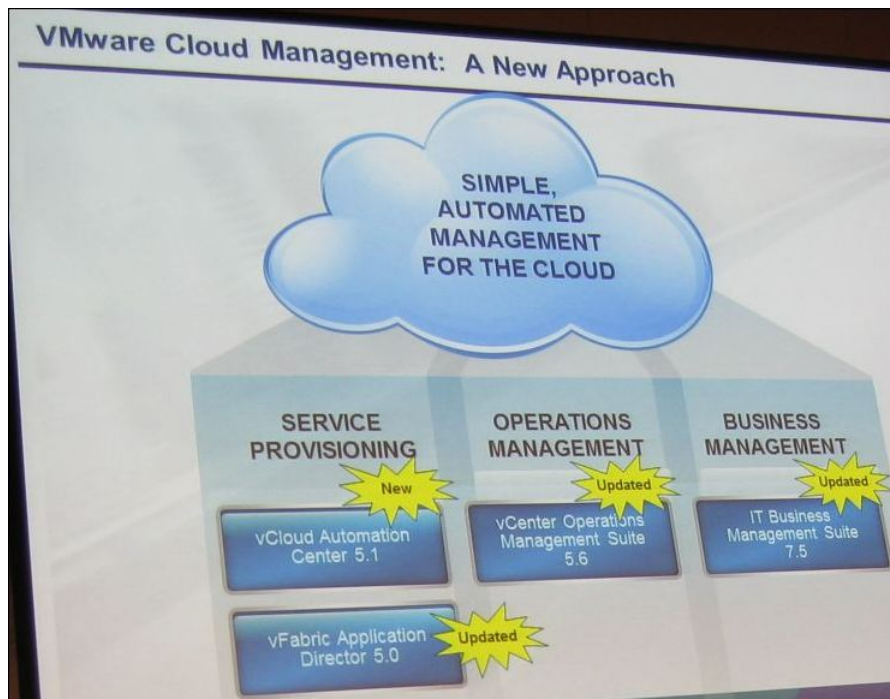 VMware Cloud Management: A New Approach
SIMPLE,
AUTOMATED
MANAGEMENT
FOR THE CLOUD
SERVICE
PROVISIONING
New
vCloud Automation
Center 5.1
vFabric Application
Director 5.0
Updated
OPERATIONS
MANAGEMENT
Updated
vCenter Operations
Management Suite
5.6
BUSINESS
MANAGEMENT
Updated
IT Business
Management Suite
7.5